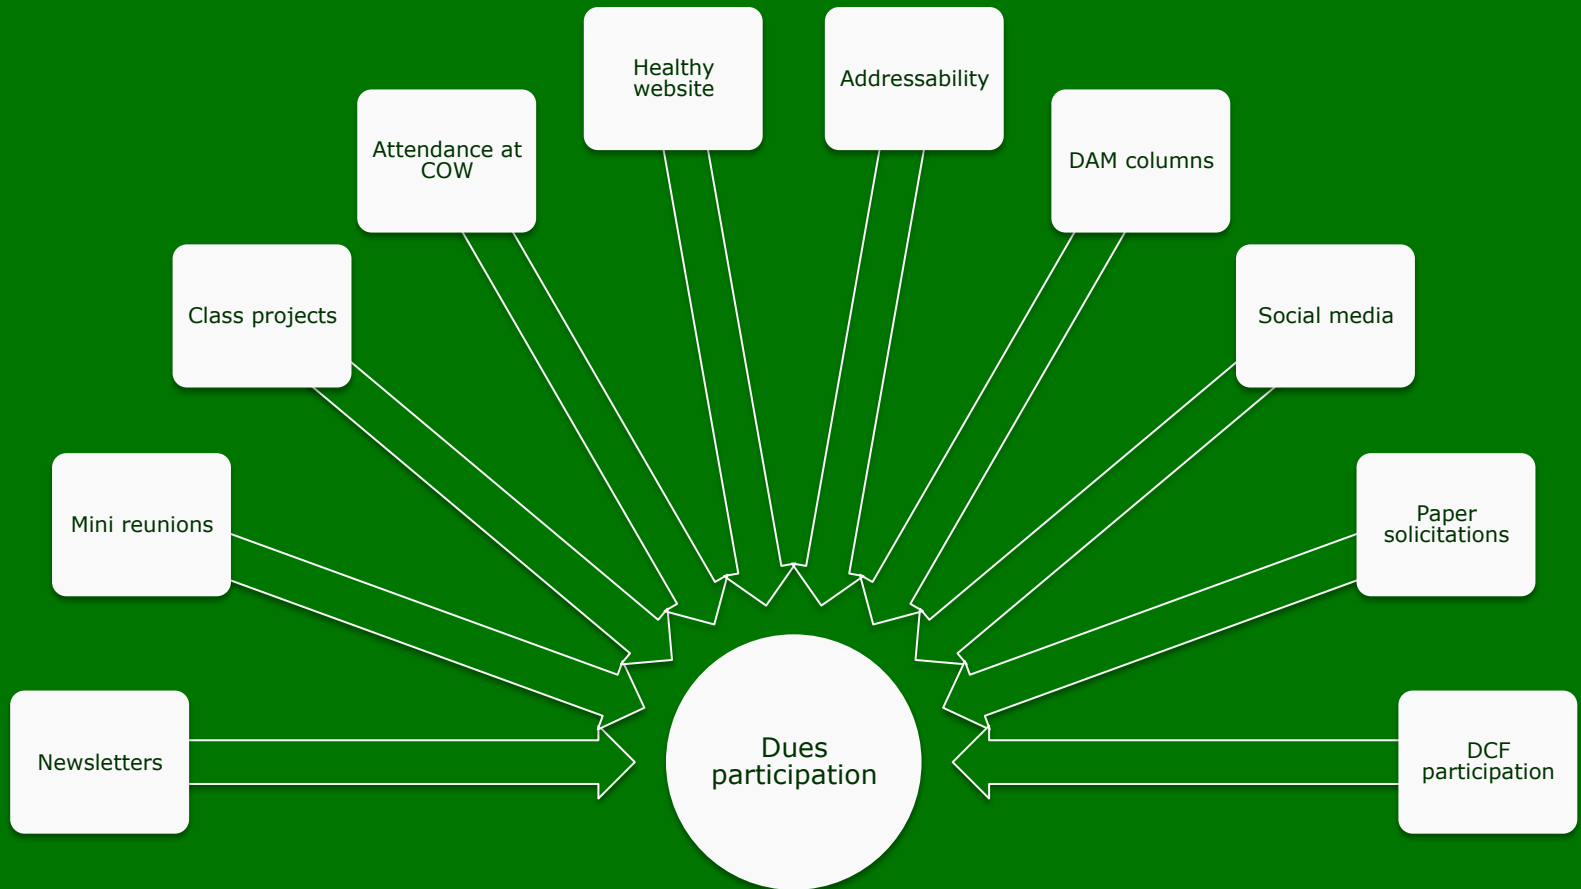 Healthy
website
Addressability
Attendance at
COW
DAM columns
Class projects
Social media
Mini reunions
Paper
solicitations
Newsletters
Dues
participation
DCF
participation